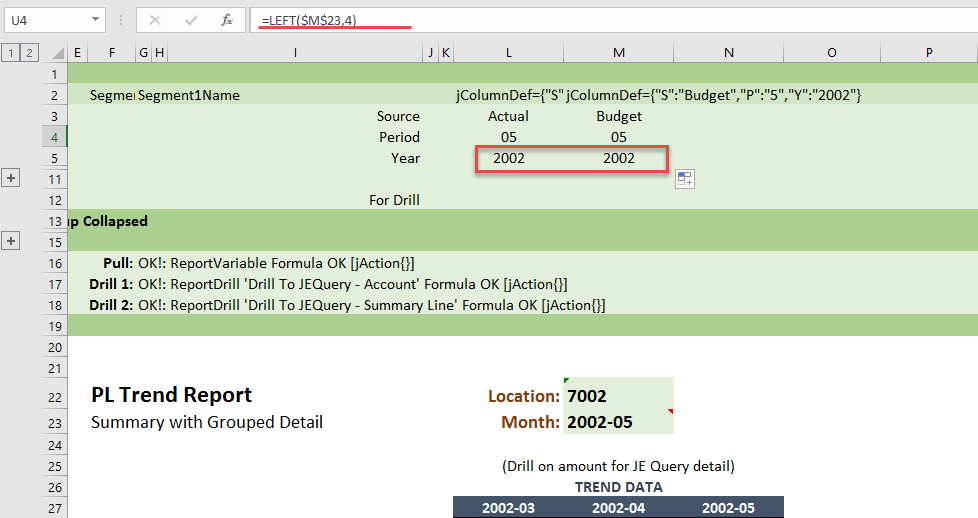 U4 fx =LEFT($M$23,4)
1 2 E F G H I J K L M N O P
1
2 Segmen Segment1Name jColumnDef={"S" jColumnDef={"S":"Budget","P":"5","Y":"2002"}
3 Source Actual Budget
4 Period 05 05
5 Year 2002 2002
11
12 For Drill
13 up Collapsed
15
16 Pull: OK!: ReportVariable Formula OK [jAction{}]
17 Drill 1: OK!: ReportDrill 'Drill To JEQuery - Account' Formula OK [jAction{}]
18 Drill 2: OK!: ReportDrill 'Drill To JEQuery - Summary Line' Formula OK [jAction{}]
19
20
21
22 PL Trend Report Location: 7002
23 Summary with Grouped Detail Month: 2002-05
24
25 (Drill on amount for JE Query detail)
26 TREND DATA
27 2002-03 2002-04 2002-05